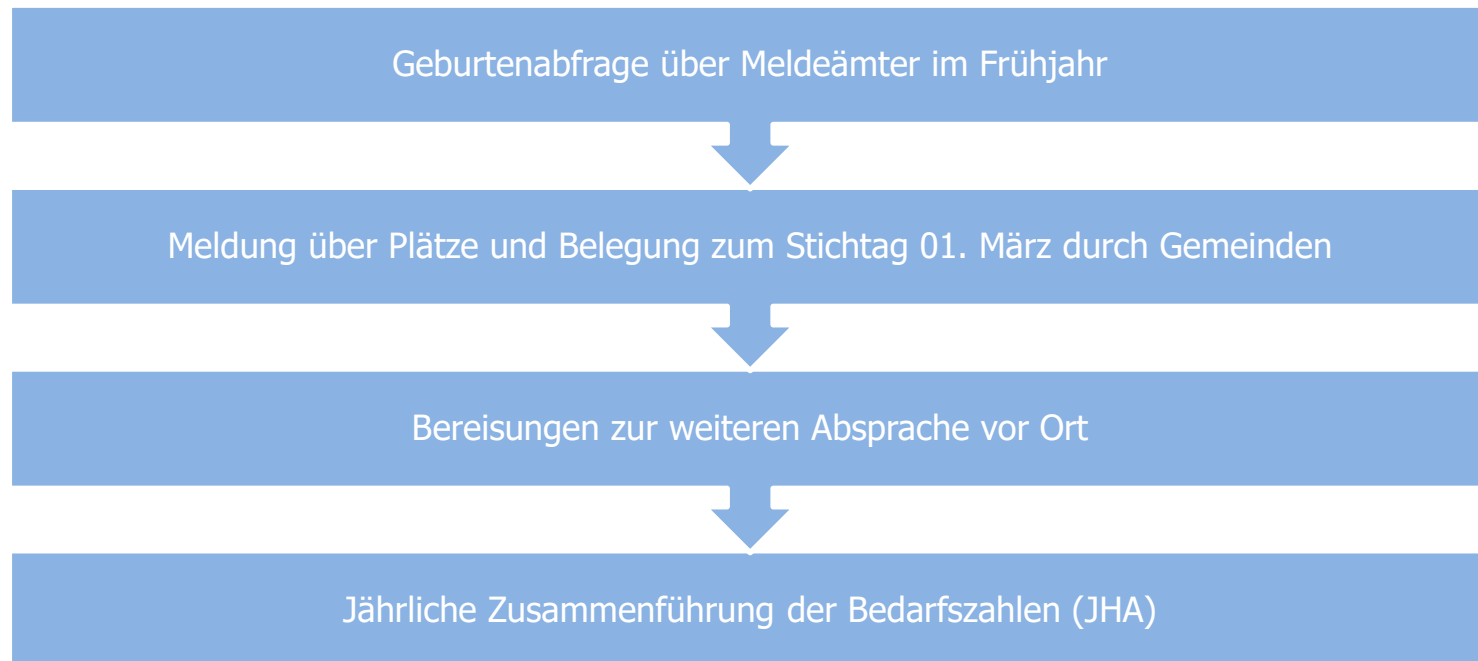 Geburtenabfrage über Meldeämter im Frühjahr
Meldung über Plätze und Belegung zum Stichtag 01. März durch Gemeinden
Bereisungen zur weiteren Absprache vor Ort
Jährliche Zusammenführung der Bedarfszahlen (JHA)